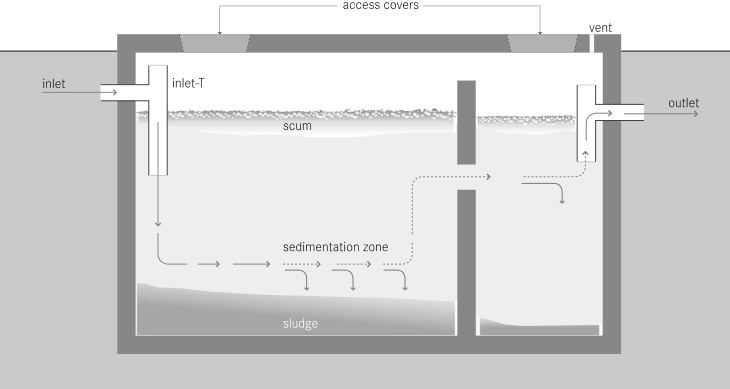 access covers
vent
inlet
inlet-T
outlet
scum
sedimentation zone
sludge